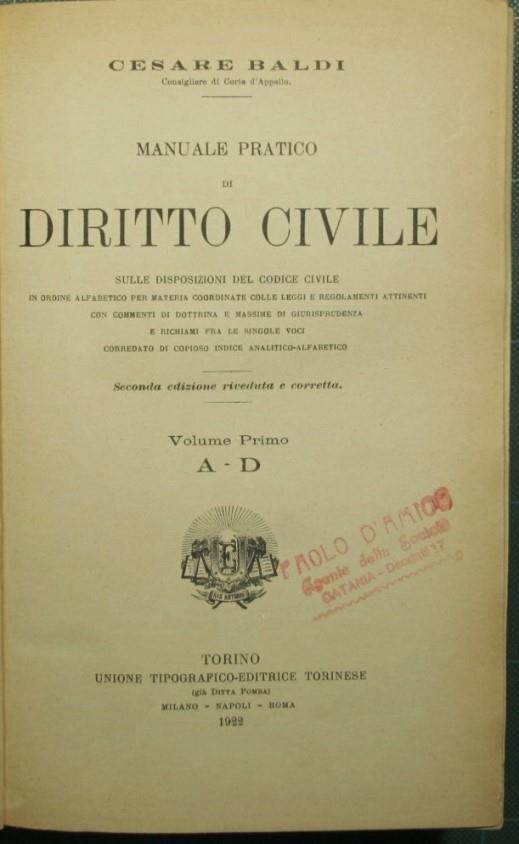 CESARE BALDI
Consigliere di Corte d'Appello.
MANUALE PRATICO
DI
DIRITTO CIVILE
SULLE DISPOSIZIONI DEL CODICE CIVILE
IN ORDINE ALFABETICO PER MATERIA COORDINATE COLLE LEGGI E REGOLAMENTI ATTINENTI
CON COMMENTI DI DOTTRINA E MASSIME DI GIURISPRUDENZA
E RICHIAMI FRA LE SINGOLE VOCI
CORREDATO DI COPIOSO INDICE ANALITICO-ALFABETICO
Seconda edizione riveduta e corretta.
Volume Primo
A - D
PAOLO D'AMICO
Agente della Società
CATANIA -
TORINO
UNIONE TIPOGRAFICO-EDITRICE TORINESE
(già DITTA POMBA)
MILANO - NAPOLI - ROMA
1922